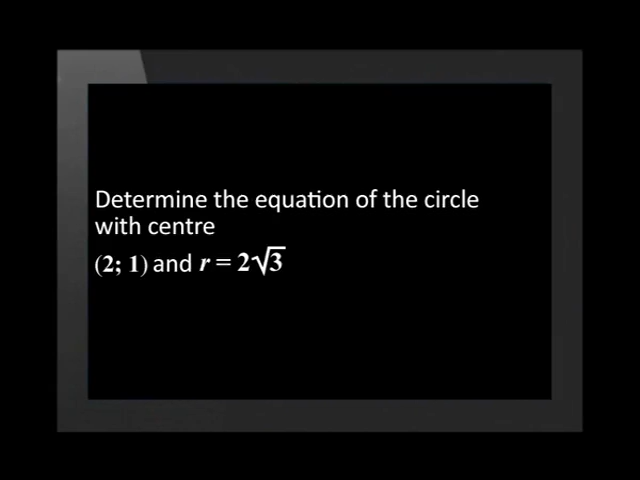 Determine the equation of the circle
with centre
(2; 1) and r = 2√3